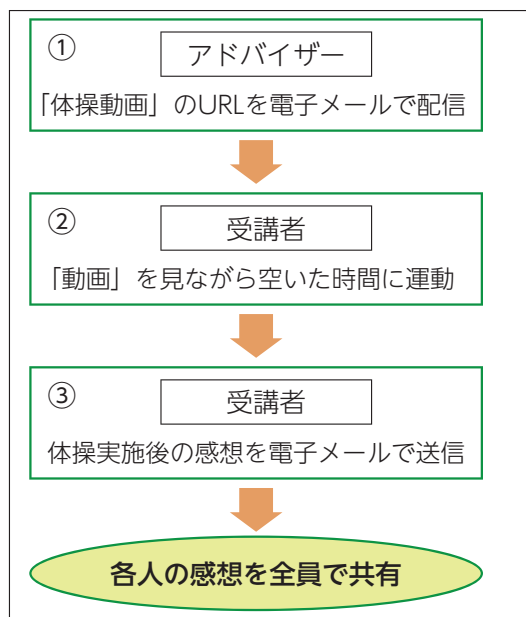 ①
アドバイザー
「体操動画」のURLを電子メールで配信
②
受講者
「動画」を見ながら空いた時間に運動
③
受講者
体操実施後の感想を電子メールで送信
各人の感想を全員で共有